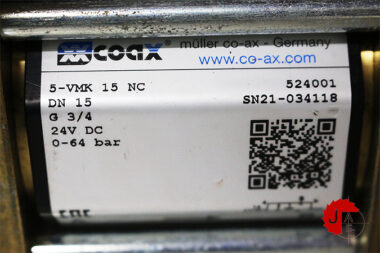 coax
müller co-ax - Germany
www.co-ax.com
5-VMK 15 NC 524001
DN 15 SN21-034118
G 3/4
24V DC
0-64 bar
EAC